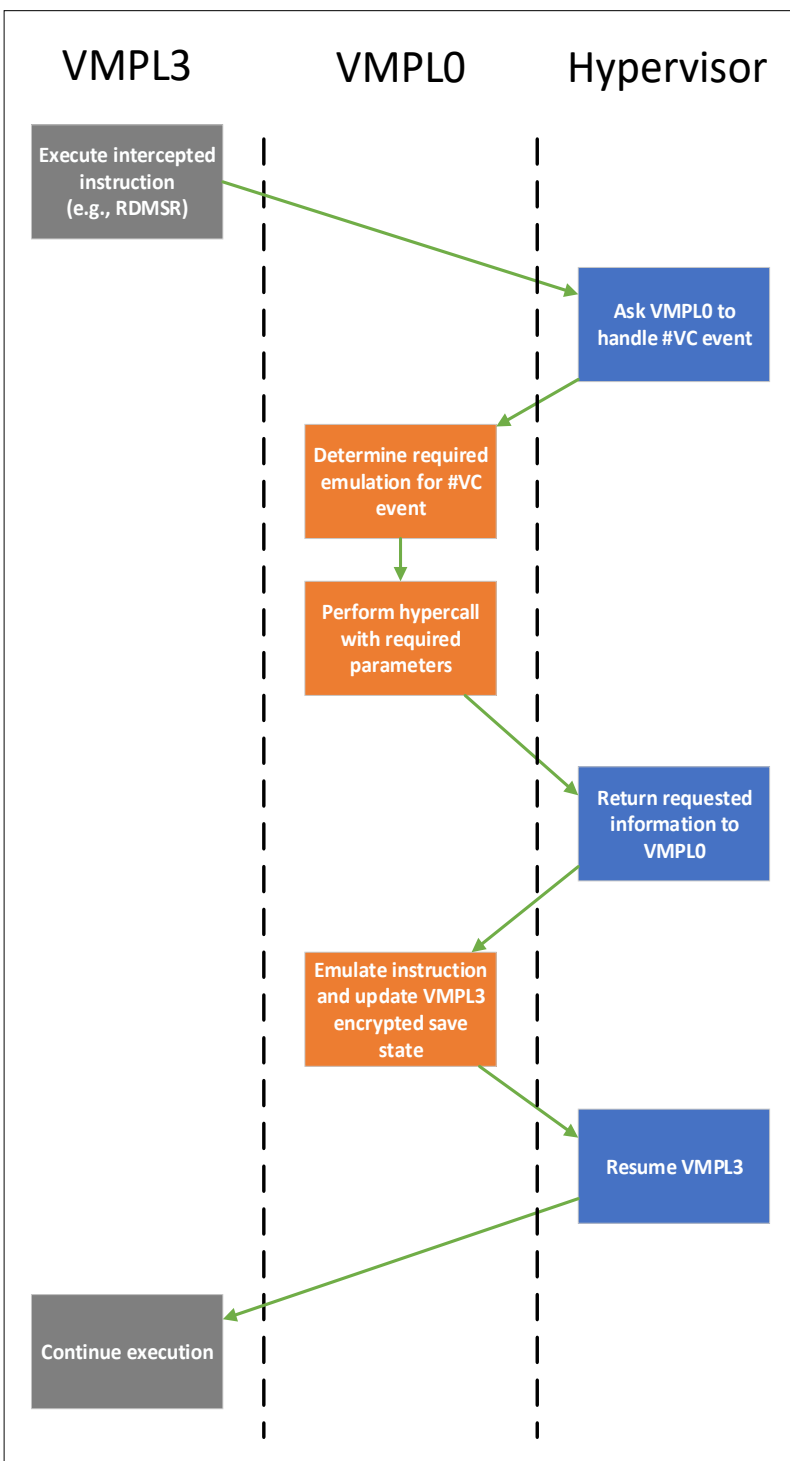 VMPL3 VMPL0 Hypervisor
Execute intercepted
instruction
(e.g., RDMSR)
Ask VMPL0 to
handle #VC event
Determine required
emulation for #VC
event
Perform hypercall
with required
parameters
Return requested
information to
VMPL0
Emulate instruction
and update VMPL3
encrypted save
state
Resume VMPL3
Continue execution